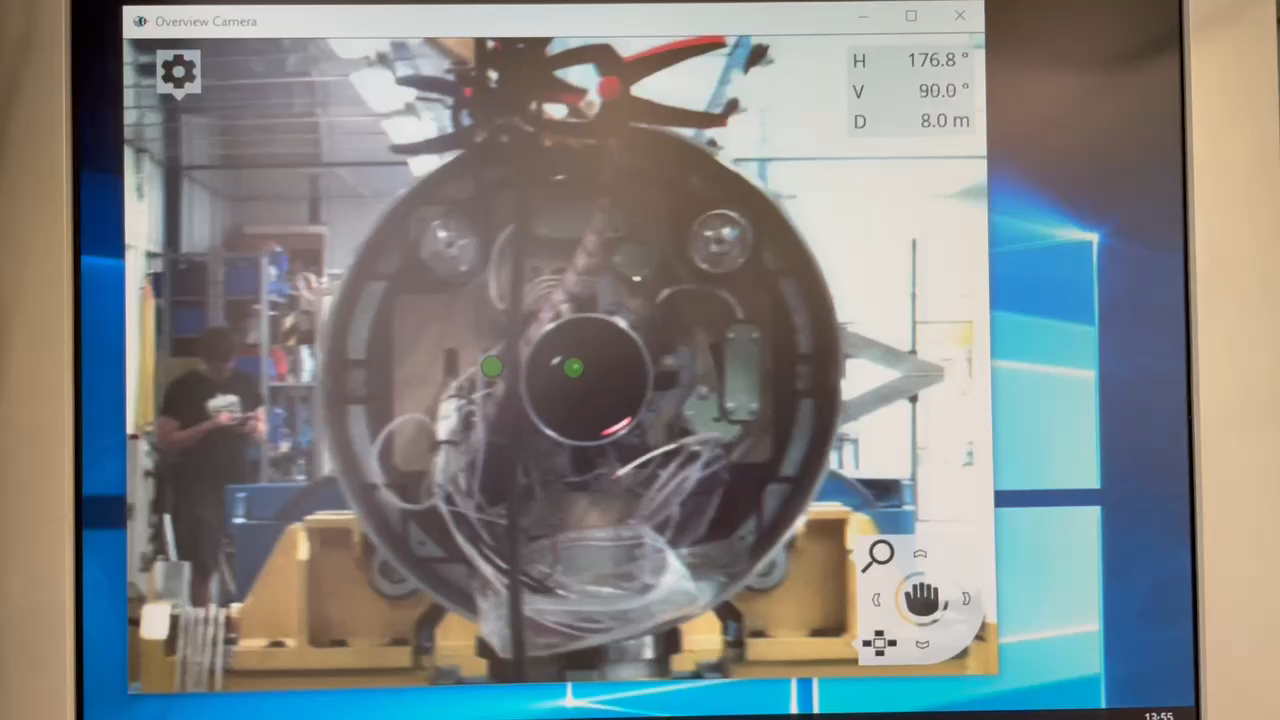 Overview Camera
H 176.8 °
V 90.0 °
D 8.0 m
13:55